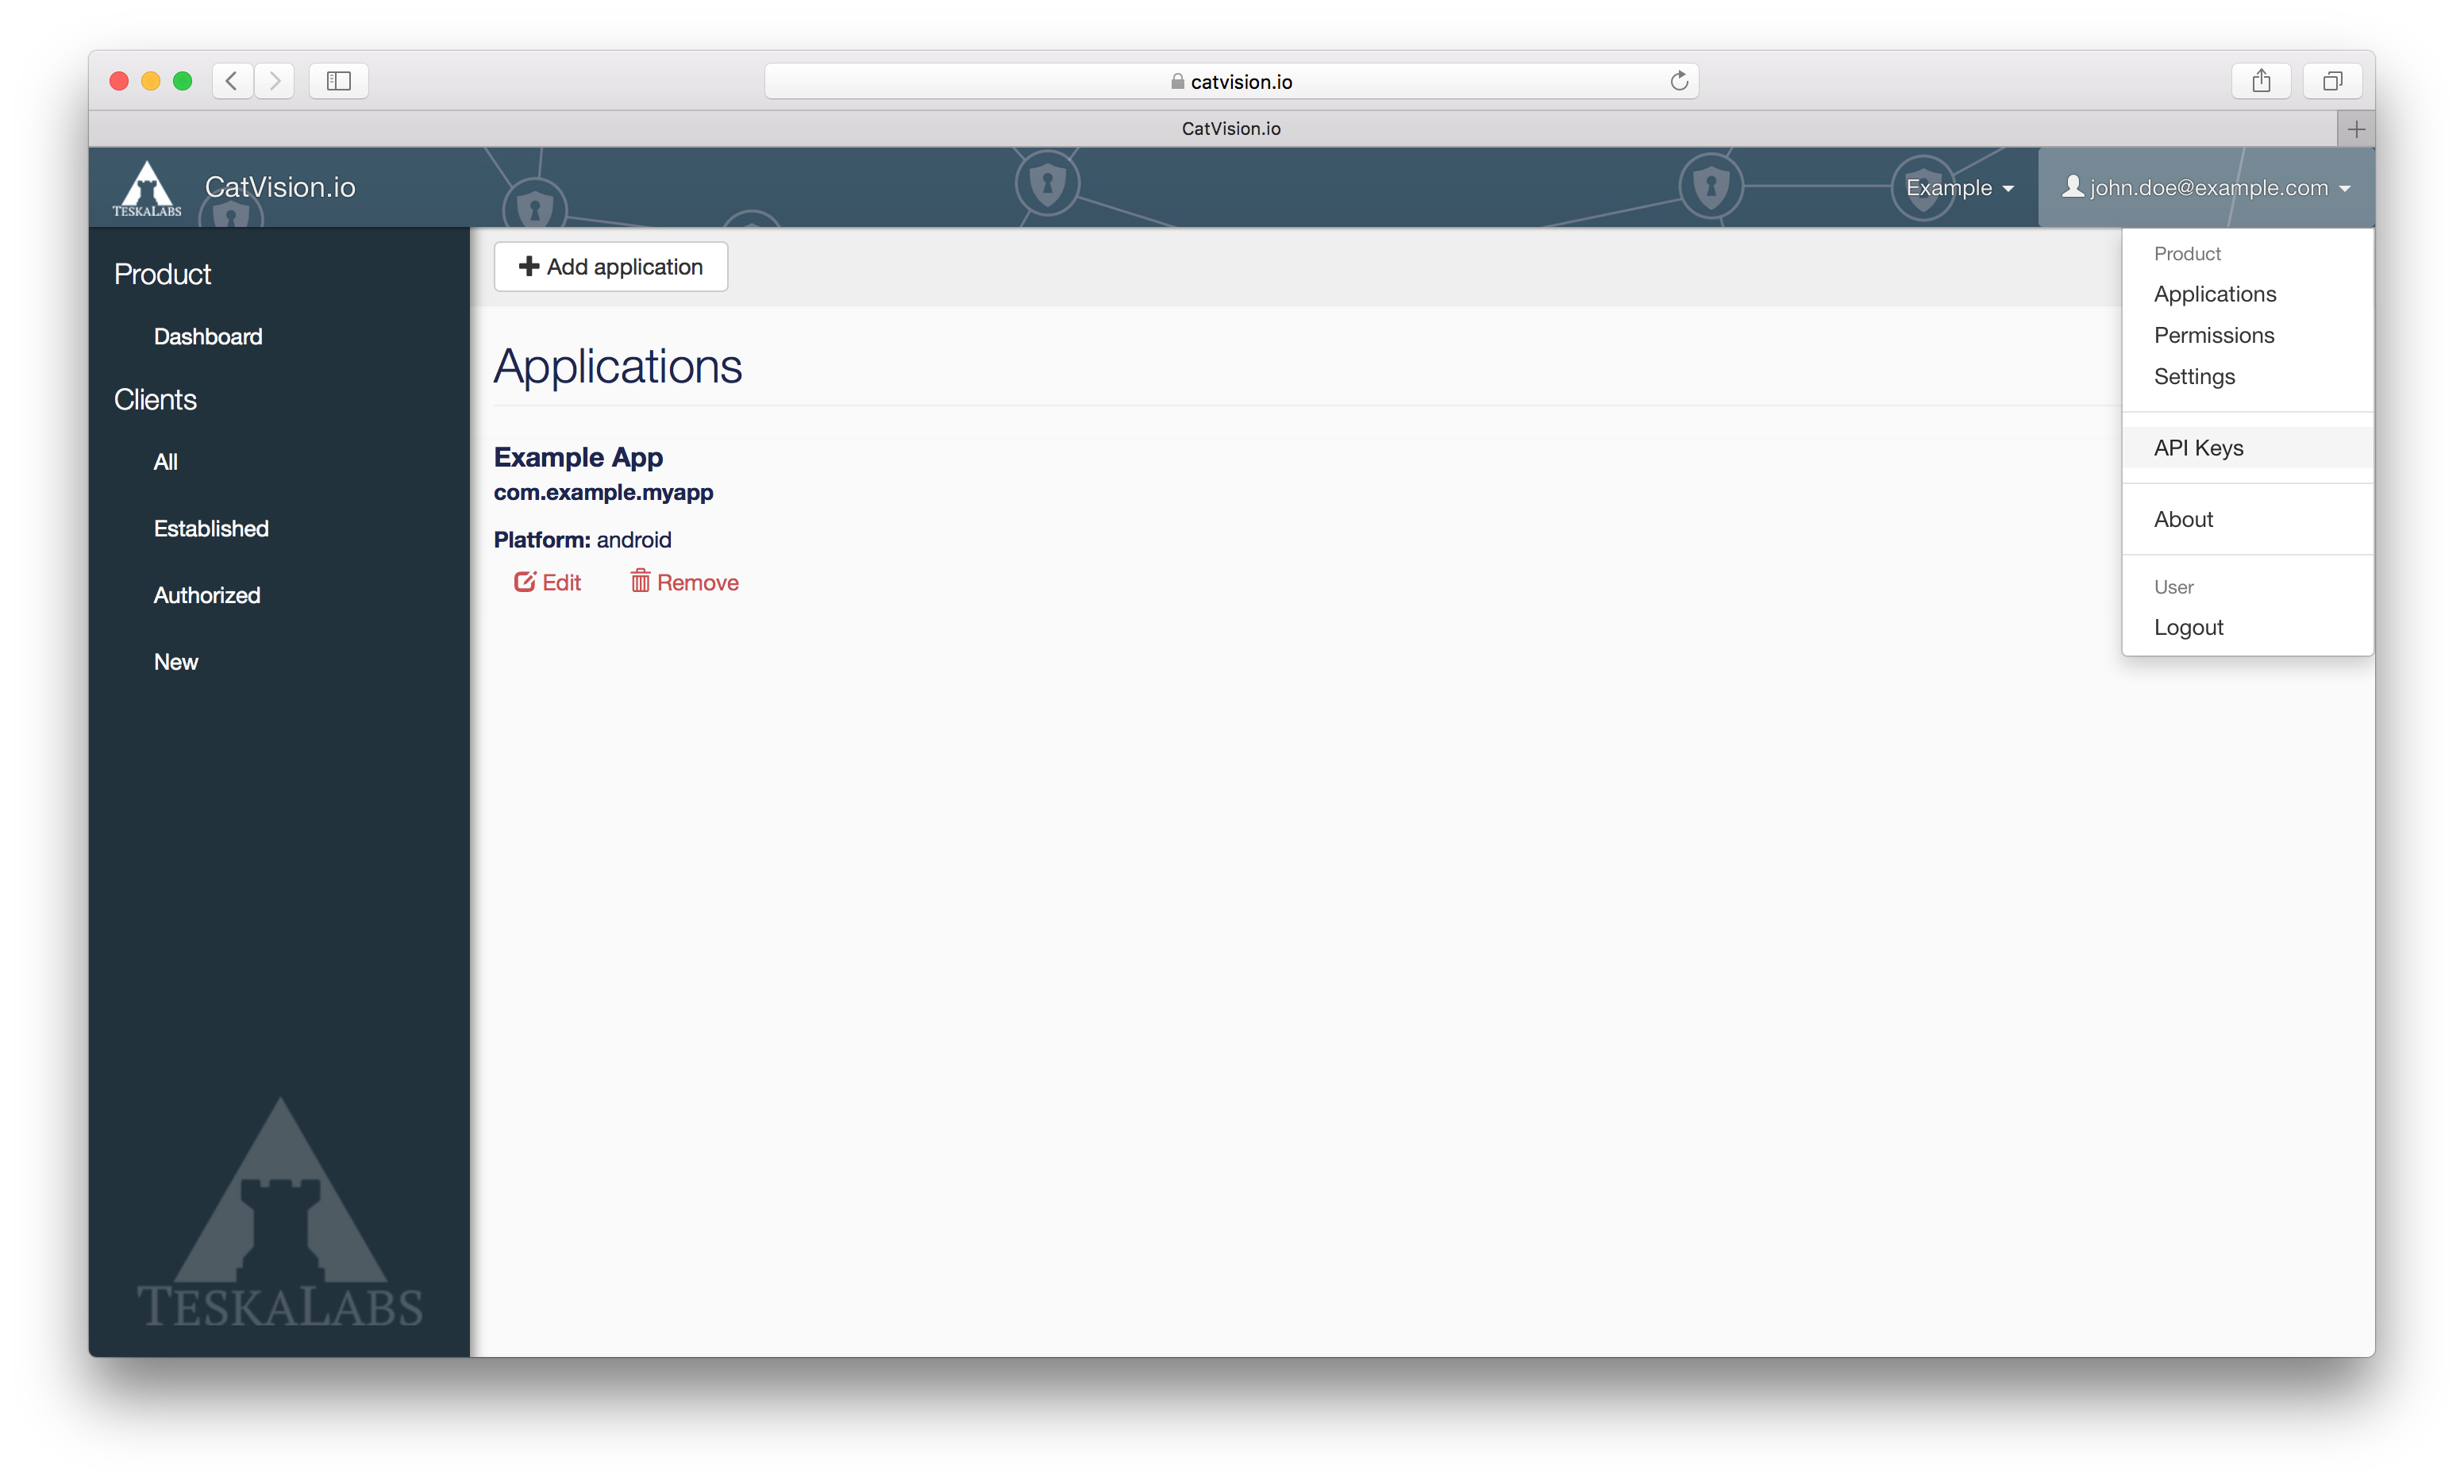 catvision.io
CatVision.io
TESKALABS
CatVision.io
Example
john.doe@example.com
Product
Dashboard
Clients
All
Established
Authorized
New
TESKALABS
Add application
Applications
Example App
com.example.myapp
Platform: android
Edit Remove
Product
Applications
Permissions
Settings
API Keys
About
User
Logout